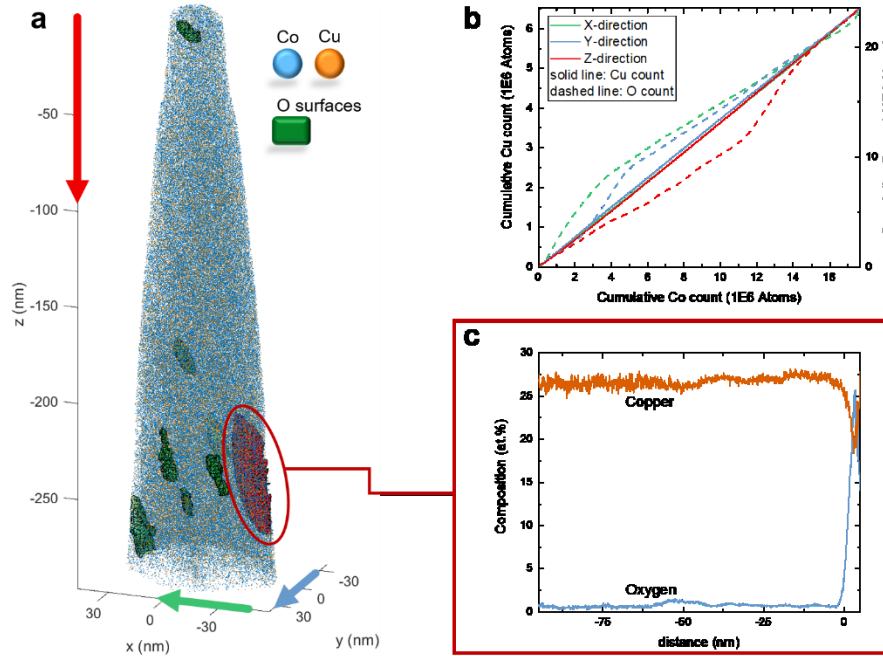 a
Co
Cu
O surfaces
-50
-100
-150
-200
-250
z (nm)
30
0
-30
x (nm)
-30
0
30
y (nm)
b
Cumulative Cu count (1E6 Atoms)
6
5
4
3
2
1
0
X-direction
Y-direction
Z-direction
solid line: Cu count
dashed line: O count
20
10
0
0
2
4
6
8
10
12
14
16
Cumulative Co count (1E6 Atoms)
c
Composition (at.%)
30
25
20
15
10
5
0
Copper
Oxygen
-75
-50
-25
0
distance (nm)